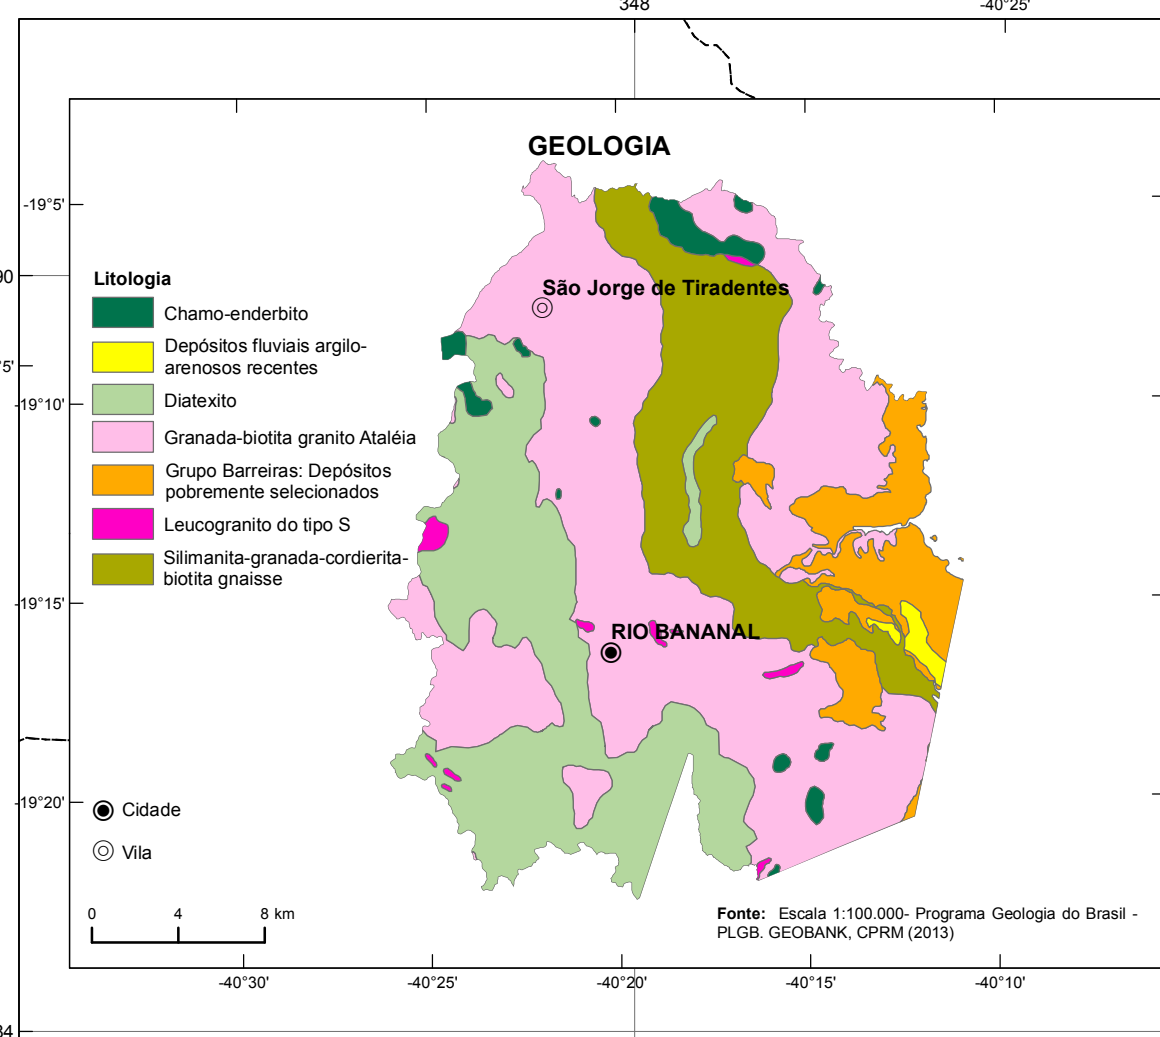 348
-40°25'
GEOLOGIA
-19°5'
90
Litologia
São Jorge de Tiradentes
Chamo-enderbito
Depósitos fluviais argilo-
arenosos recentes
°5'
Diatexito
-19°10'
Granada-biotita granito Ataléia
Grupo Barreiras: Depósitos
pobremente selecionados
Leucogranito do tipo S
Silimanita-granada-cordierita-
biotita gnaisse
-19°15'
RIO BANANAL
-19°20'
Cidade
Vila
0 4 8 km
Fonte: Escala 1:100.000- Programa Geologia do Brasil -
PLGB. GEOBANK, CPRM (2013)
-40°30' -40°25' -40°20' -40°15' -40°10'
84